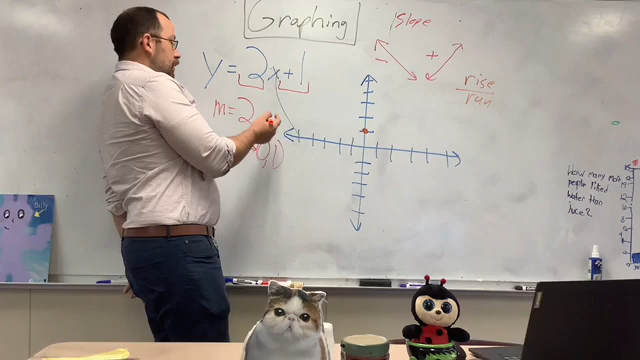 Graphing
slope
- +
y = 2x + 1
rise
run
m = 2
How many more
people liked
water than
juice?